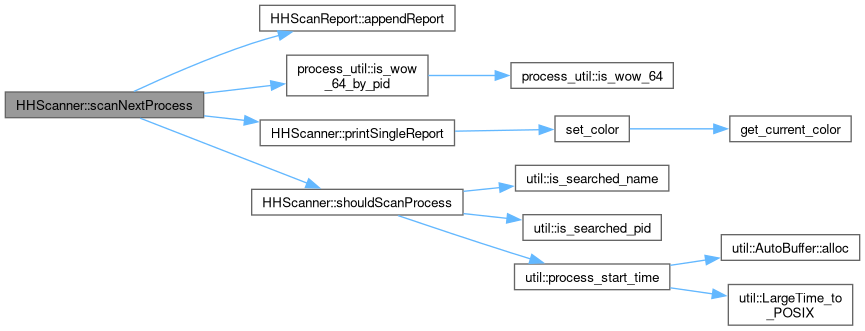 HHScanReport::appendReport
process_util::is_wow
_64_by_pid
process_util::is_wow_64
HHScanner::scanNextProcess
HHScanner::printSingleReport
set_color
get_current_color
util::is_searched_name
HHScanner::shouldScanProcess
util::is_searched_pid
util::AutoBuffer::alloc
util::process_start_time
util::LargeTime_to
_POSIX